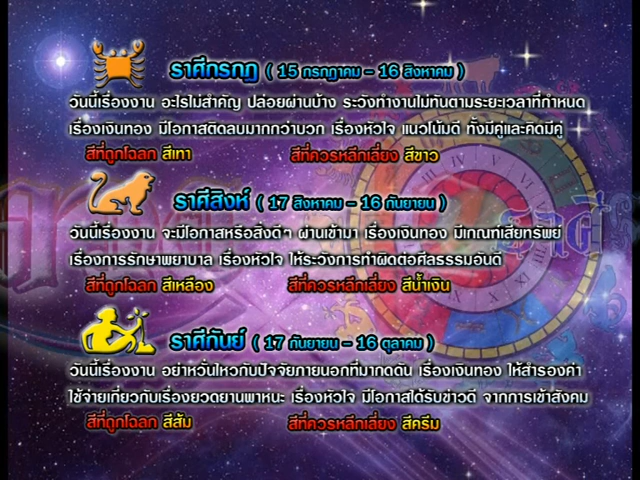 ราศีกรกฎ ( 15 กรกฎาคม - 16 สิงหาคม )
วันนี้เรื่องงาน อะไรไม่สำคัญ ปล่อยผ่านบ้าง ระวังทำงานไม่ทันตามระยะเวลาที่กำหนด
เรื่องเงินทอง มีโอกาสติดลบมากกว่าบวก เรื่องหัวใจ แนวโน้มดี ทั้งมีคู่และคิดมีคู่
สีที่ถูกโฉลก สีเทา สีที่ควรหลีกเลี่ยง สีขาว
ราศีสิงห์ ( 17 สิงหาคม - 16 กันยายน )
วันนี้เรื่องงาน จะมีโอกาสหรือสิ่งดีๆ ผ่านเข้ามา เรื่องเงินทอง มีเกณฑ์เสียทรัพย์
เรื่องการรักษาพยาบาล เรื่องหัวใจ ให้ระวังการทำผิดต่อศีลธรรมอันดี
สีที่ถูกโฉลก สีเหลือง สีที่ควรหลีกเลี่ยง สีน้ำเงิน
ราศีกันย์ ( 17 กันยายน - 16 ตุลาคม )
วันนี้เรื่องงาน อย่าหวั่นไหวกับปัจจัยภายนอกที่มากดดัน เรื่องเงินทอง ให้สำรองค่า
ใช้จ่ายเกี่ยวกับเรื่องยวดยานพาหนะ เรื่องหัวใจ มีโอกาสได้รับข่าวดี จากการเข้าสังคม
สีที่ถูกโฉลก สีส้ม สีที่ควรหลีกเลี่ยง สีครีม